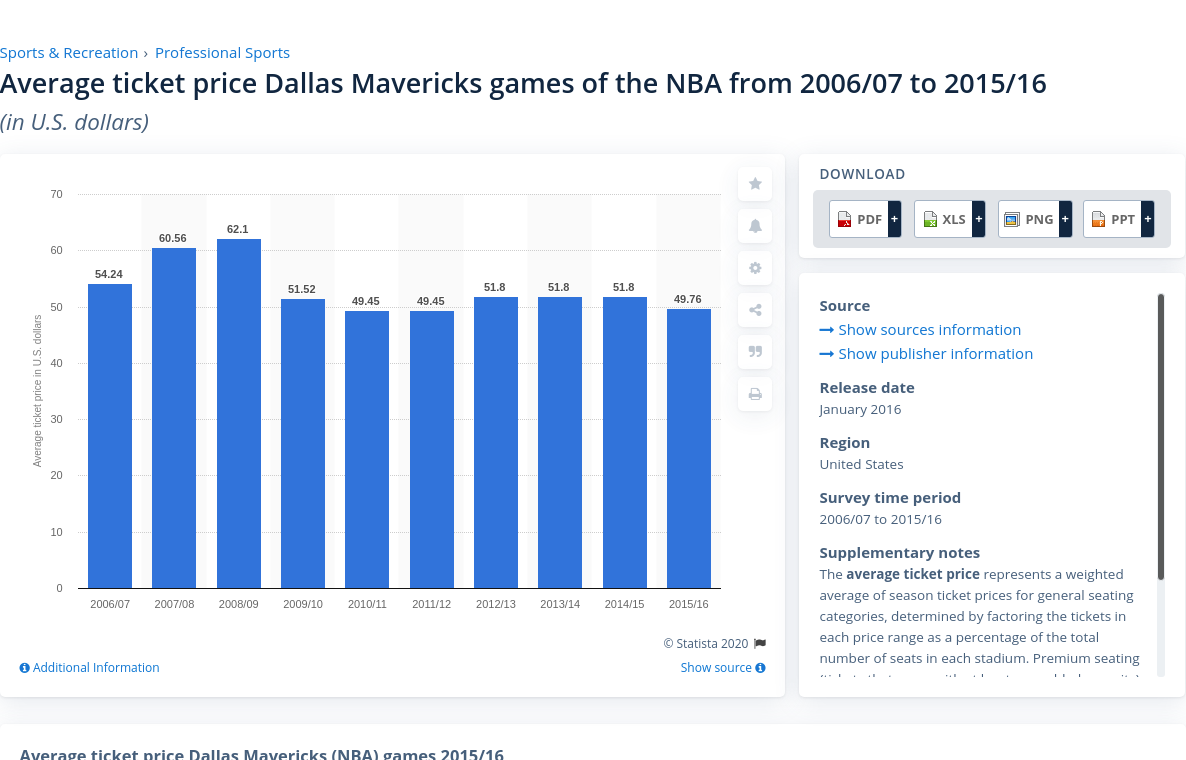 Sports & Recreation › Professional Sports
Average ticket price Dallas Mavericks games of the NBA from 2006/07 to 2015/16
(in U.S. dollars)
70
60
50
40
30
20
10
0
Average ticket price in U.S. dollars
54.24
60.56
62.1
51.52
49.45
49.45
51.8
51.8
51.8
49.76
2006/07
2007/08
2008/09
2009/10
2010/11
2011/12
2012/13
2013/14
2014/15
2015/16
© Statista 2020
Additional Information
Show source
DOWNLOAD
PDF +
XLS +
PNG +
PPT +
Source
Show sources information
Show publisher information
Release date
January 2016
Region
United States
Survey time period
2006/07 to 2015/16
Supplementary notes
The average ticket price represents a weighted
average of season ticket prices for general seating
categories, determined by factoring the tickets in
each price range as a percentage of the total
number of seats in each stadium. Premium seating
Average ticket price Dallas Mavericks (NBA) games 2015/16